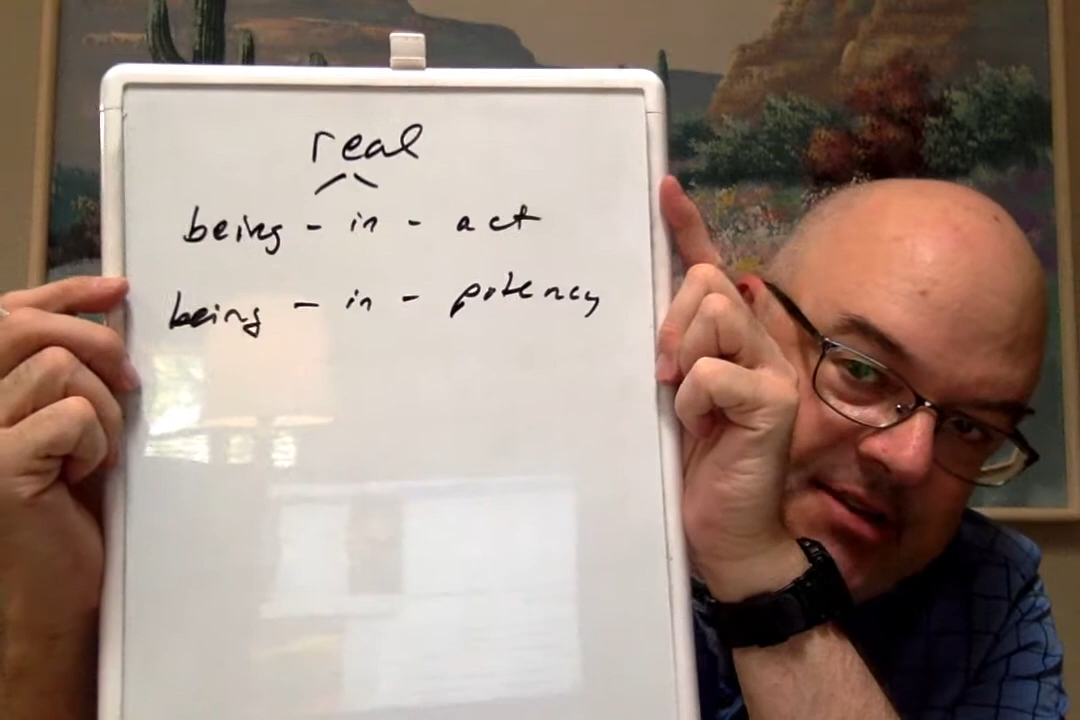 real
being - in - act
being - in - potency